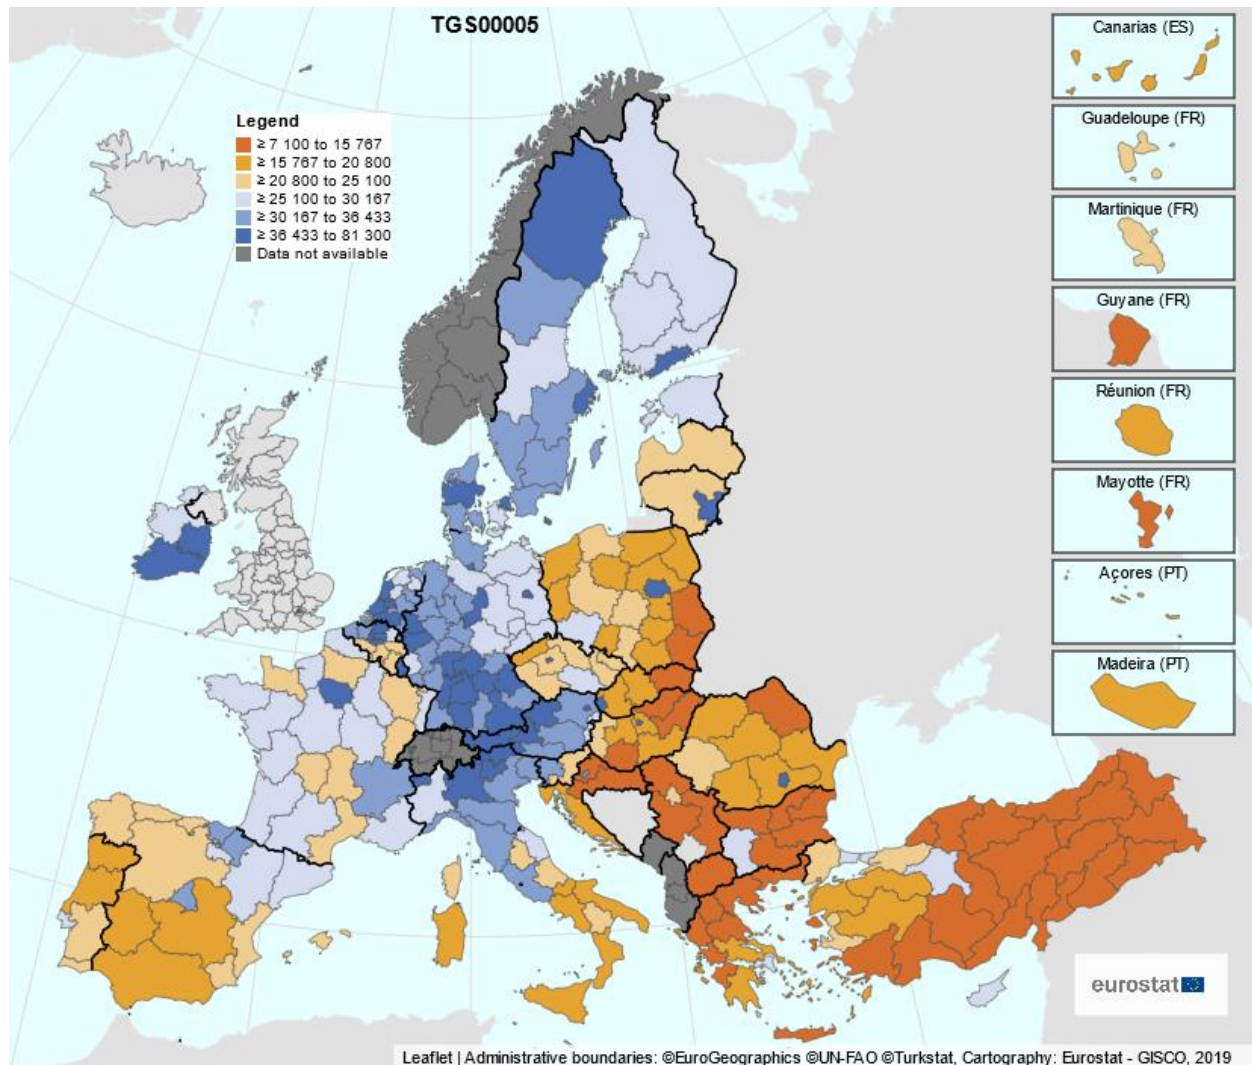 TGS00005
Legend
≥ 7 100 to 15 767
≥ 15 767 to 20 800
≥ 20 800 to 25 100
≥ 25 100 to 30 167
≥ 30 167 to 36 433
≥ 36 433 to 81 300
Data not available
Canarias (ES)
Guadeloupe (FR)
Martinique (FR)
Guyane (FR)
Réunion (FR)
Mayotte (FR)
Açores (PT)
Madeira (PT)
eurostat
Leaflet | Administrative boundaries: ©EuroGeographics ©UN-FAO ©Turkstat, Cartography: Eurostat - GISCO, 2019